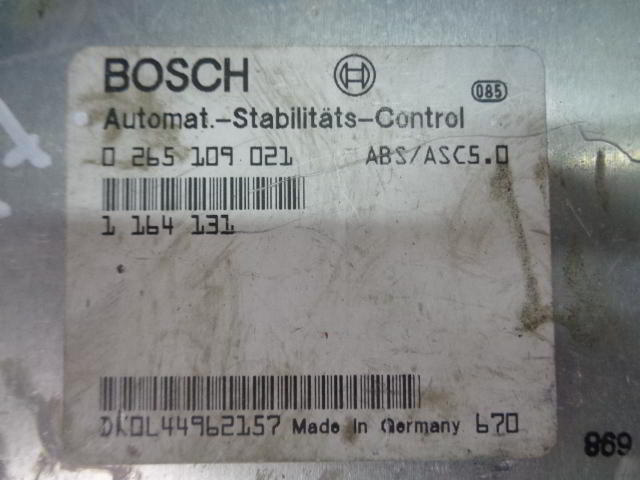 BOSCH
085
Automat.-Stabilitäts-Control
0 265 109 021 ABS/ASC5.0
1 164 131
DK0L44962157 Made in Germany 670
869